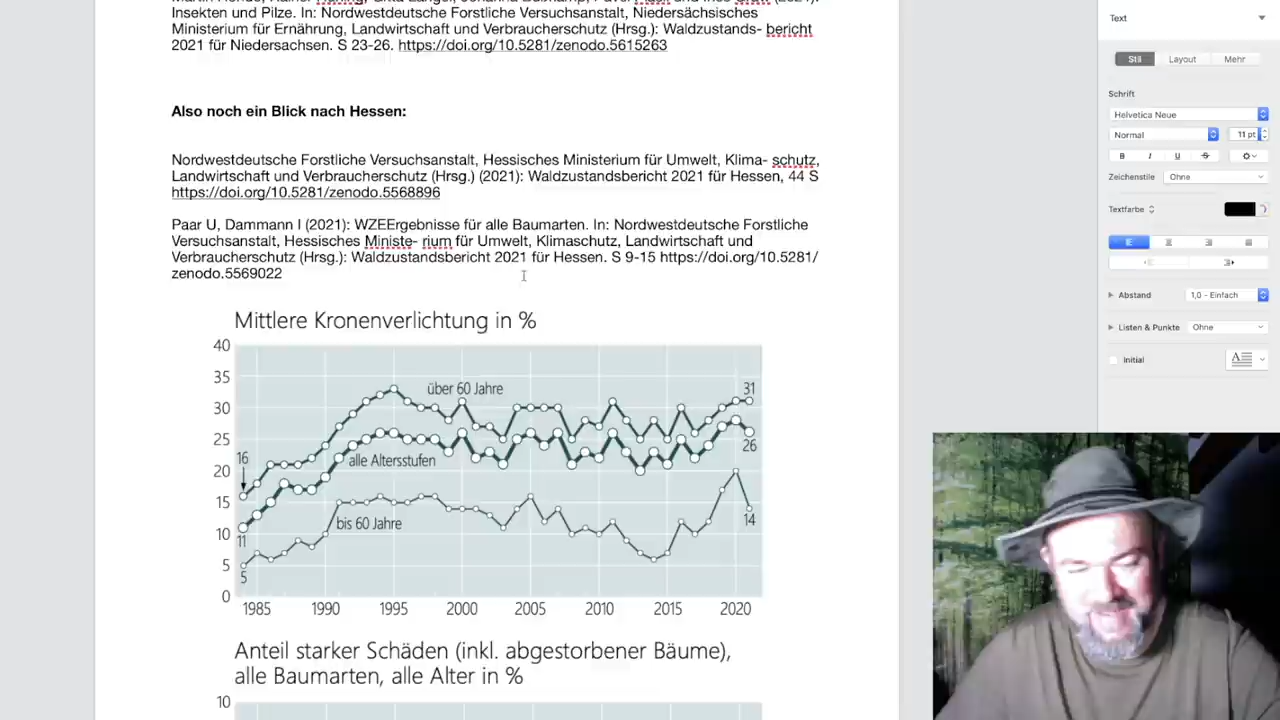 Insekten und Pilze. In: Nordwestdeutsche Forstliche Versuchsanstalt, Niedersächsisches
Ministerium für Ernährung, Landwirtschaft und Verbraucherschutz (Hrsg.): Waldzustands- bericht
2021 für Niedersachsen. S 23-26. https://doi.org/10.5281/zenodo.5615263
Also noch ein Blick nach Hessen:
Nordwestdeutsche Forstliche Versuchsanstalt, Hessisches Ministerium für Umwelt, Klima- schutz,
Landwirtschaft und Verbraucherschutz (Hrsg.) (2021): Waldzustandsbericht 2021 für Hessen, 44 S
https://doi.org/10.5281/zenodo.5568896
Paar U, Dammann I (2021): WZEErgebnisse für alle Baumarten. In: Nordwestdeutsche Forstliche
Versuchsanstalt, Hessisches Ministe- rium für Umwelt, Klimaschutz, Landwirtschaft und
Verbraucherschutz (Hrsg.): Waldzustandsbericht 2021 für Hessen. S 9-15 https://doi.org/10.5281/
zenodo.5569022
Mittlere Kronenverlichtung in %
40
35
30
25
20
15
10
5
0
über 60 Jahre
31
26
16
alle Altersstufen
bis 60 Jahre
14
11
5
1985 1990 1995 2000 2005 2010 2015 2020
Anteil starker Schäden (inkl. abgestorbener Bäume),
alle Baumarten, alle Alter in %
10
Text
Stil Layout Mehr
Schrift
Helvetica Neue
Normal 11 pt
B I U S
Zeichenstile Ohne
Textfarbe
Abstand 1,0 - Einfach
Listen & Punkte Ohne
Initial